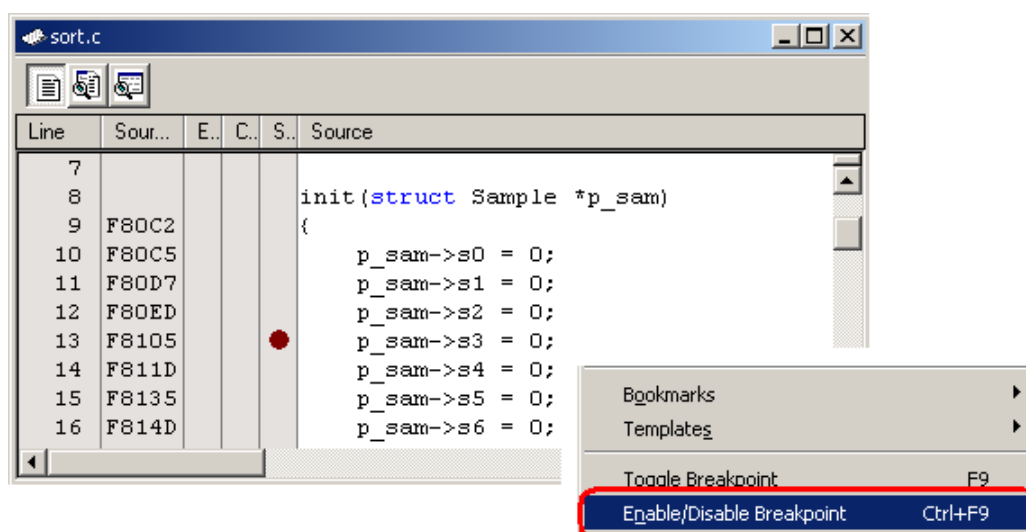 sort.c
Line Sour... E.. C.. S.. Source
7
8 init(struct Sample *p_sam)
9 F80C2 {
10 F80C5 p_sam->s0 = 0;
11 F80D7 p_sam->s1 = 0;
12 F80ED p_sam->s2 = 0;
13 F8105 p_sam->s3 = 0;
14 F811D p_sam->s4 = 0;
15 F8135 p_sam->s5 = 0;
16 F814D p_sam->s6 = 0;
Bookmarks
Templates
Toggle Breakpoint F9
Enable/Disable Breakpoint Ctrl+F9